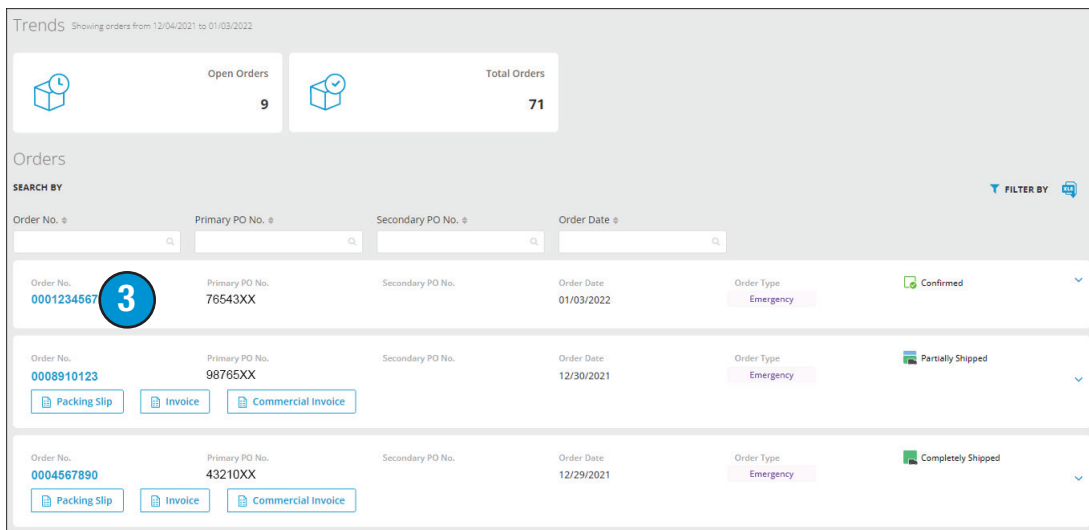 Trends Showing orders from 12/04/2021 to 01/03/2022
Open Orders
9
Total Orders
71
Orders
SEARCH BY
FILTER BY
XLS
Order No. Primary PO No. Secondary PO No. Order Date
Order No. Primary PO No. Secondary PO No. Order Date Order Type Confirmed
0001234567 3 76543XX 01/03/2022 Emergency
Order No. Primary PO No. Secondary PO No. Order Date Order Type Partially Shipped
0008910123 98765XX 12/30/2021 Emergency
Packing Slip Invoice Commercial Invoice
Order No. Primary PO No. Secondary PO No. Order Date Order Type Completely Shipped
0004567890 43210XX 12/29/2021 Emergency
Packing Slip Invoice Commercial Invoice